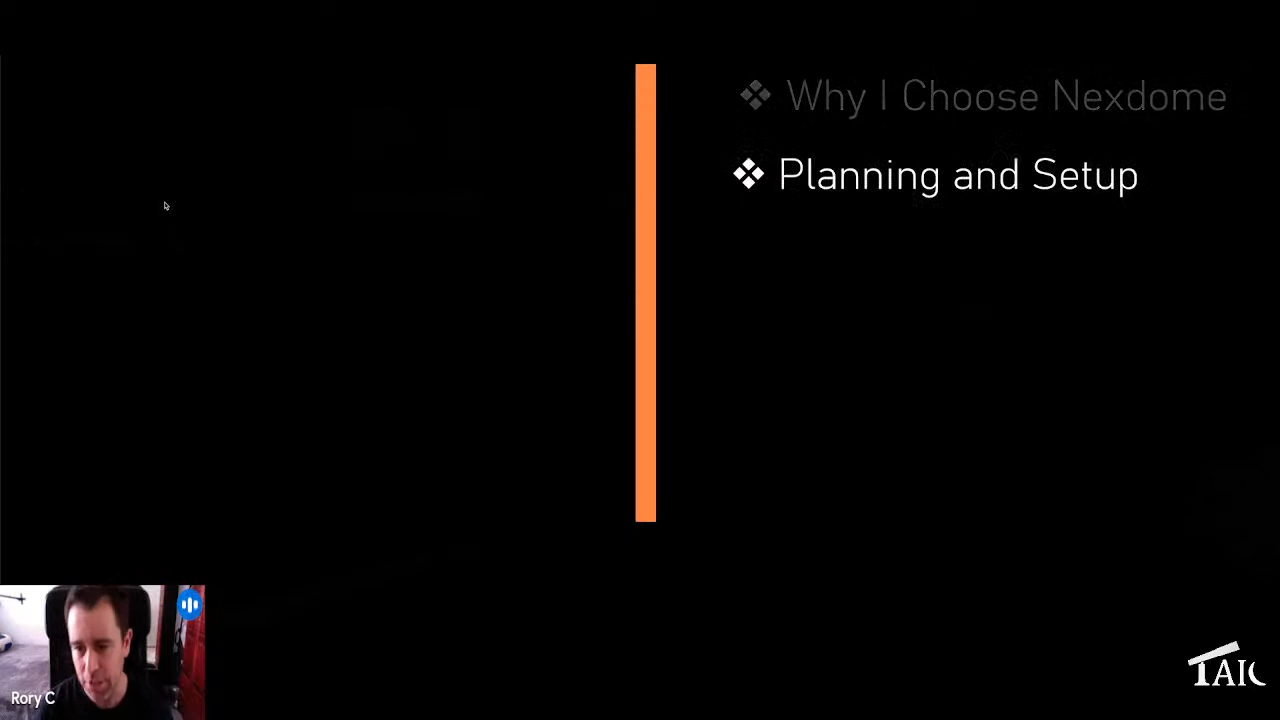 ❖ Why I Choose Nexdome
❖ Planning and Setup
Rory C
TAIC